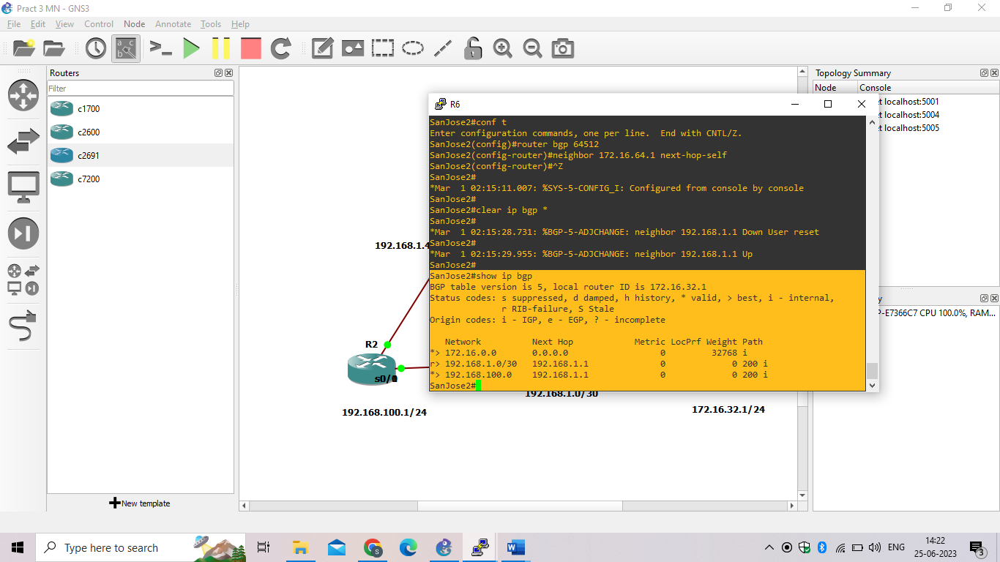 Pract 3 MN - GNS3
File Edit View Control Node Annotate Tools Help
Routers
Filter
c1700
c2600
c2691
c7200
New template
192.168.1.4
R2
s0/
192.168.100.1/24
192.168.1.0/30
172.16.32.1/24
R6
SanJose2#conf t
Enter configuration commands, one per line.  End with CNTL/Z.
SanJose2(config)#router bgp 64512
SanJose2(config-router)#neighbor 172.16.64.1 next-hop-self
SanJose2(config-router)#^Z
SanJose2#
*Mar  1 02:15:11.007: %SYS-5-CONFIG_I: Configured from console by console
SanJose2#
SanJose2#clear ip bgp *
SanJose2#
*Mar  1 02:15:28.731: %BGP-5-ADJCHANGE: neighbor 192.168.1.1 Down User reset
SanJose2#
*Mar  1 02:15:29.955: %BGP-5-ADJCHANGE: neighbor 192.168.1.1 Up
SanJose2#
SanJose2#show ip bgp
BGP table version is 5, local router ID is 172.16.32.1
Status codes: s suppressed, d damped, h history, * valid, > best, i - internal,
r RIB-failure, S Stale
Origin codes: i - IGP, e - EGP, ? - incomplete
Network Next Hop Metric LocPrf Weight Path
*> 172.16.0.0 0.0.0.0 0 32768 i
r> 192.168.1.0/30 192.168.1.1 0 0 200 i
*> 192.168.100.0 192.168.1.1 0 0 200 i
SanJose2#
Topology Summary
Node Console
t localhost:5001
t localhost:5004
t localhost:5005
y
P-E7366C7 CPU 100.0%, RAM...
Type here to search
ENG
14:22
25-06-2023
3